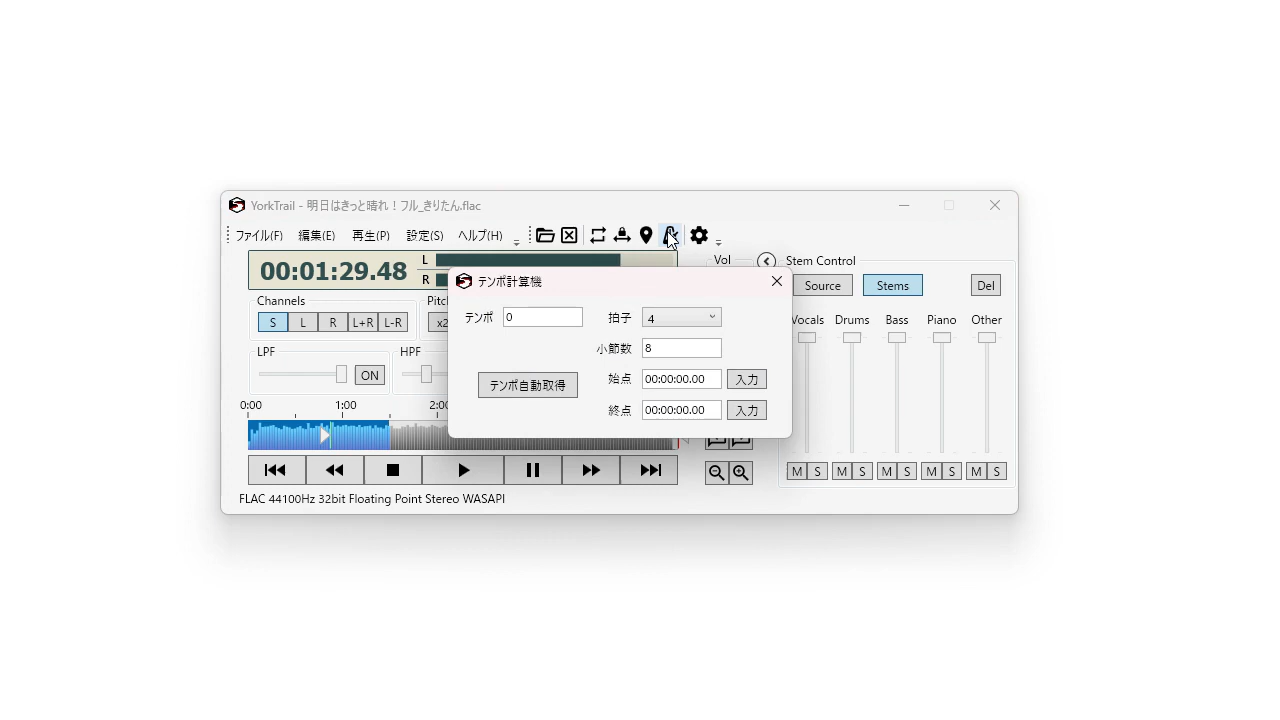 YorkTrail - 明日はきっと晴れ！フル_きりたん.flac
ファイル(F) 編集(E) 再生(P) 設定(S) ヘルプ(H)
00:01:29.48 L
R
Vol
Stem Control
テンポ計算機
Source Stems Del
Channels
S L R L+R L-R
テンポ 0 拍子 4
小節数 8
テンポ自動取得 始点 00:00:00.00 入力
終点 00:00:00.00 入力
Vocals Drums Bass Piano Other
LPF
ON
HPF
0:00 1:00
M S M S M S M S M S
FLAC 44100Hz 32bit Floating Point Stereo WASAPI